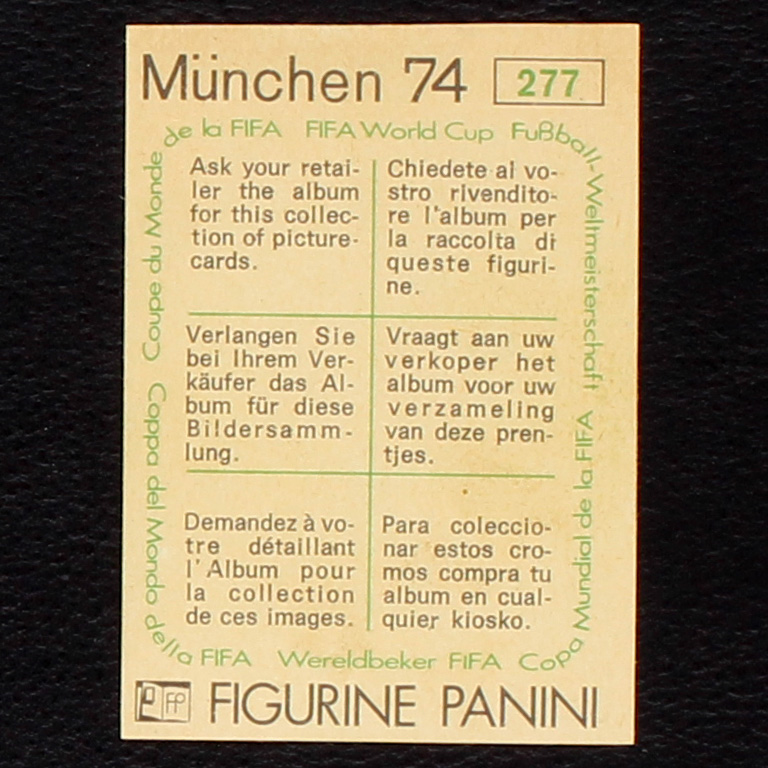 München 74 277
de la FIFA FIFA World Cup Fußball-Weltmeisterschaft
Ask your retai-
ler the album
for this collec-
tion of picture-
cards.
Chiedete al vo-
stro rivendito-
re l'album per
la raccolta di
queste figuri-
ne.
Verlangen Sie
bei Ihrem Ver-
käufer das Al-
bum für diese
Bildersamm-
lung.
Vraagt aan uw
verkoper het
album voor uw
verzameling
van deze pren-
tjes.
Demandez à vo-
tre détaillant
l'Album pour
la collection
de ces images.
Para coleccio-
nar estos cro-
mos compra tu
album en cual-
quier kiosko.
Coupe du Monde
Coppa del Mondo della FIFA Wereldbeker FIFA Copa Mundial de la FIFA
FP FIGURINE PANINI